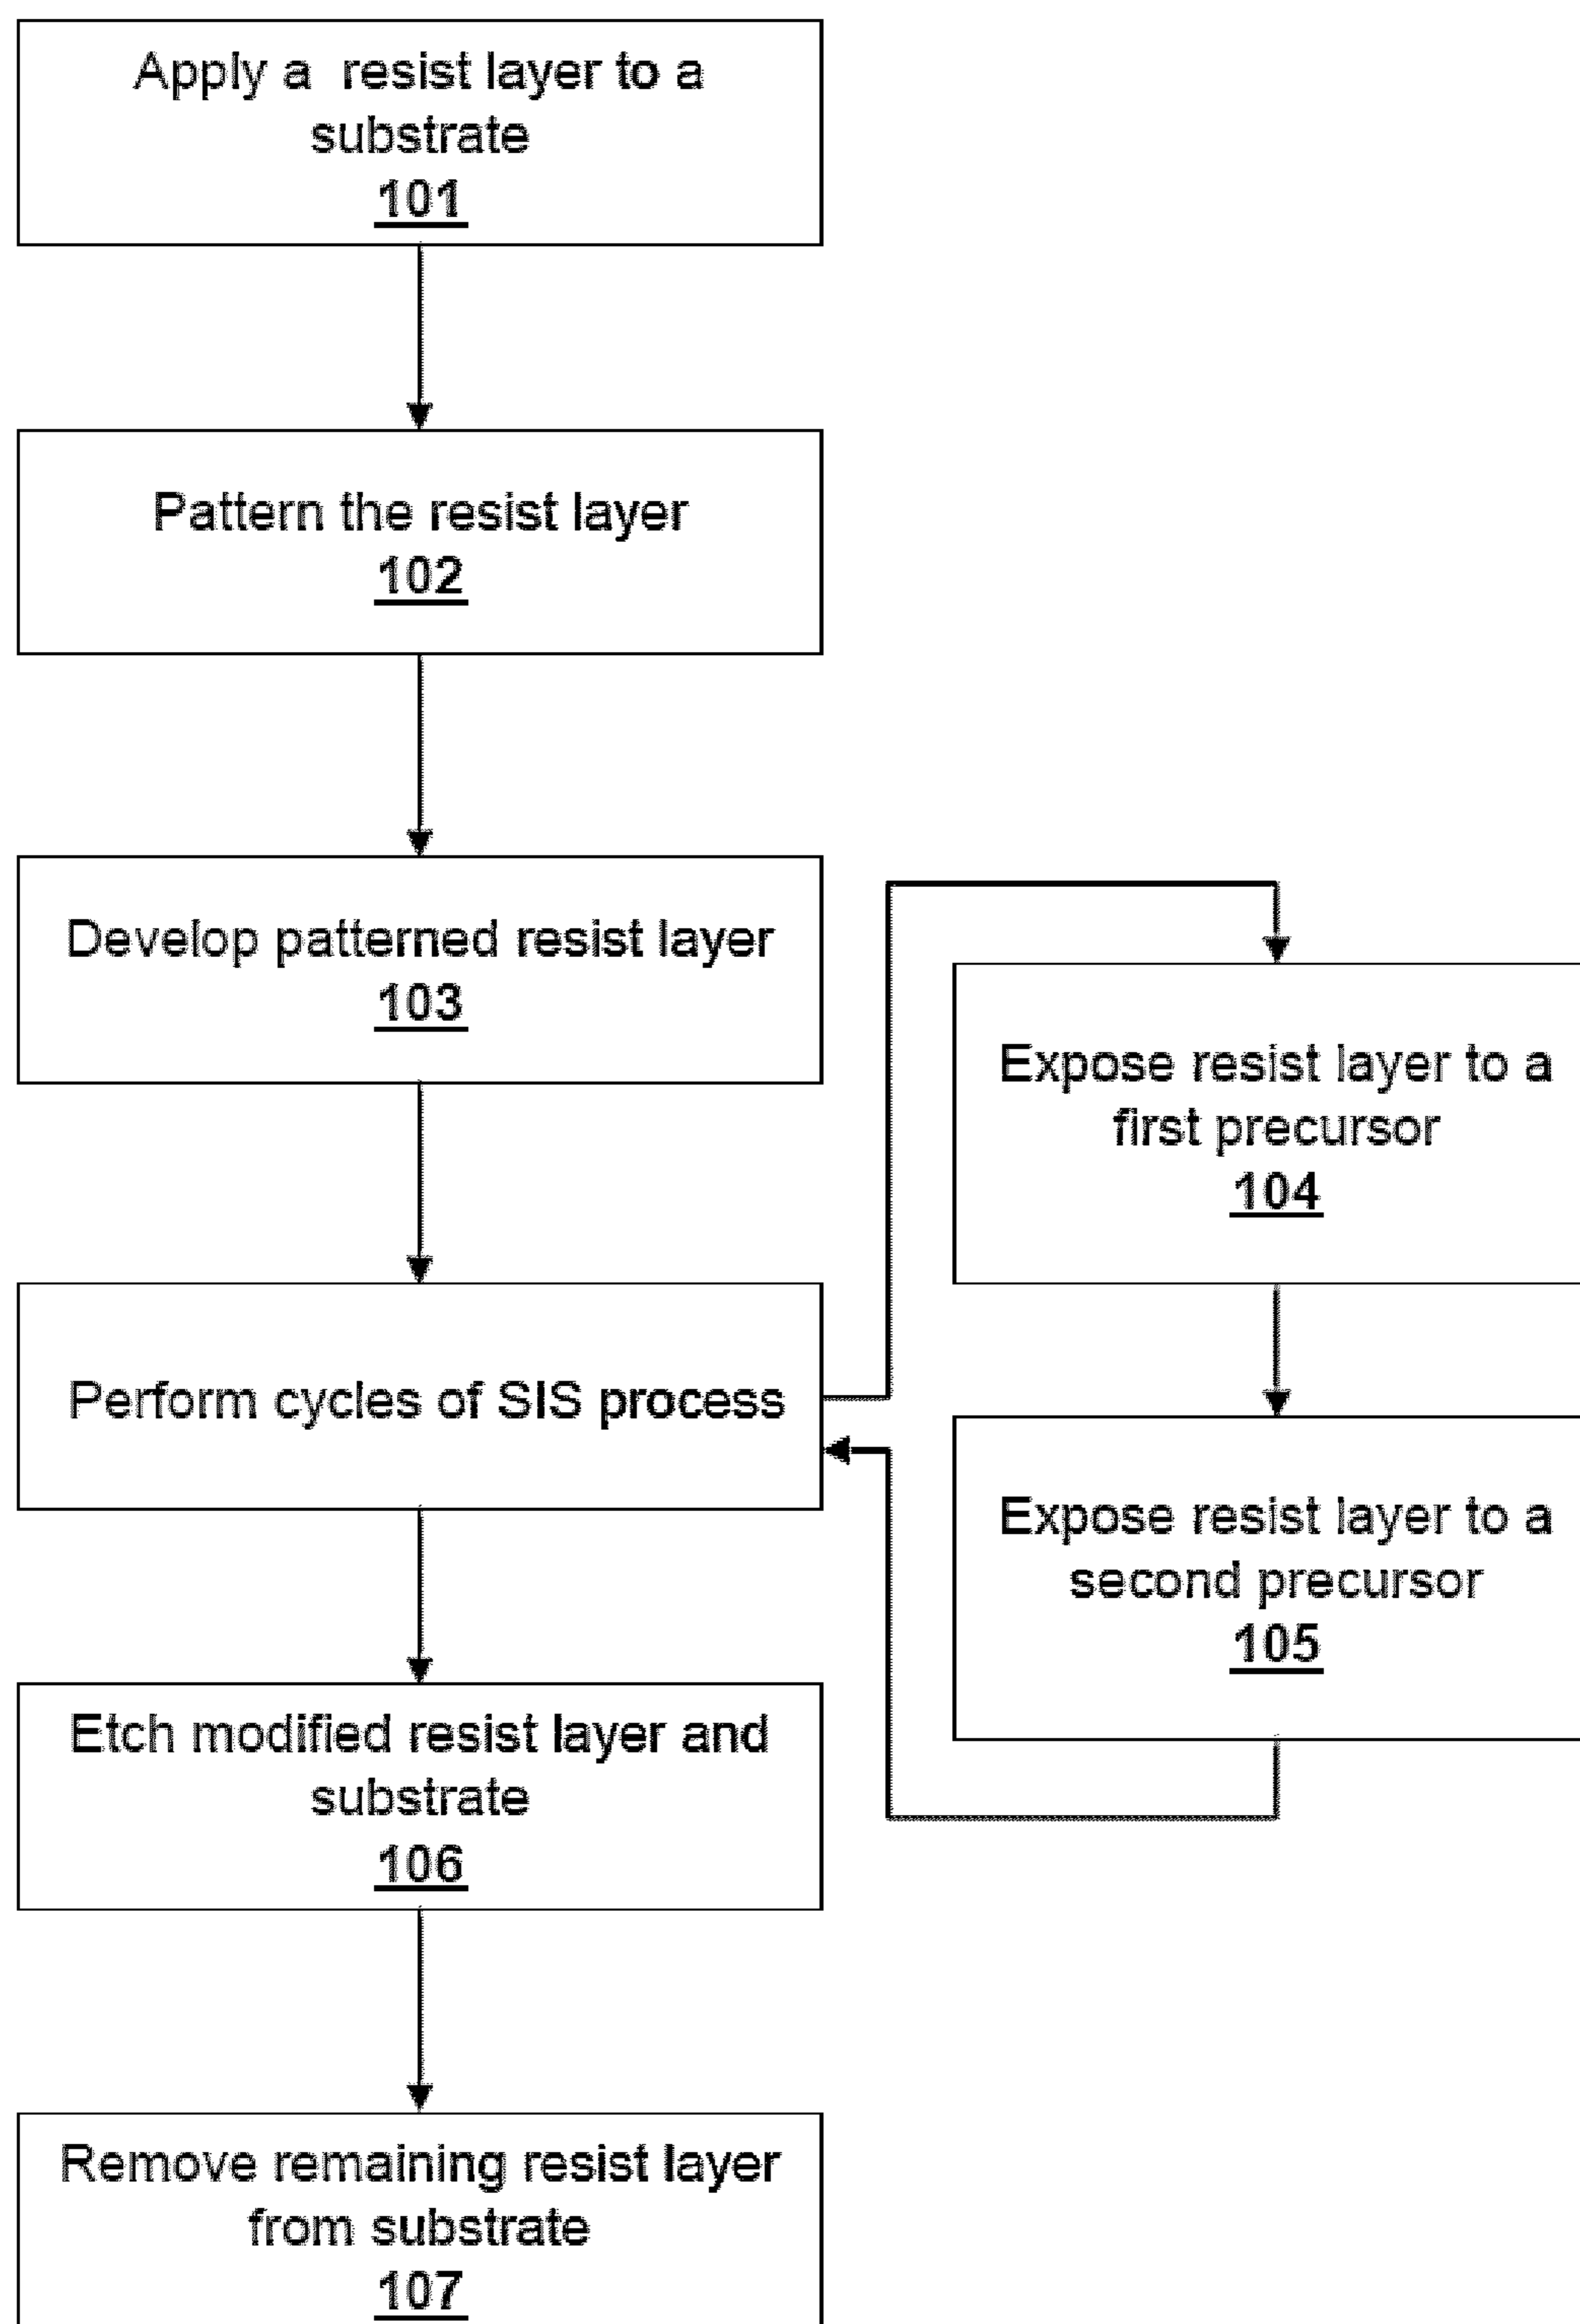 Apply a resist layer to a
substrate
101
Pattern the resist layer
102
Develop patterned resist layer
103
Expose resist layer to a
first precursor
104
Perform cycles of SIS process
Expose resist layer to a
second precursor
105
Etch modified resist layer and
substrate
106
Remove remaining resist layer
from substrate
107